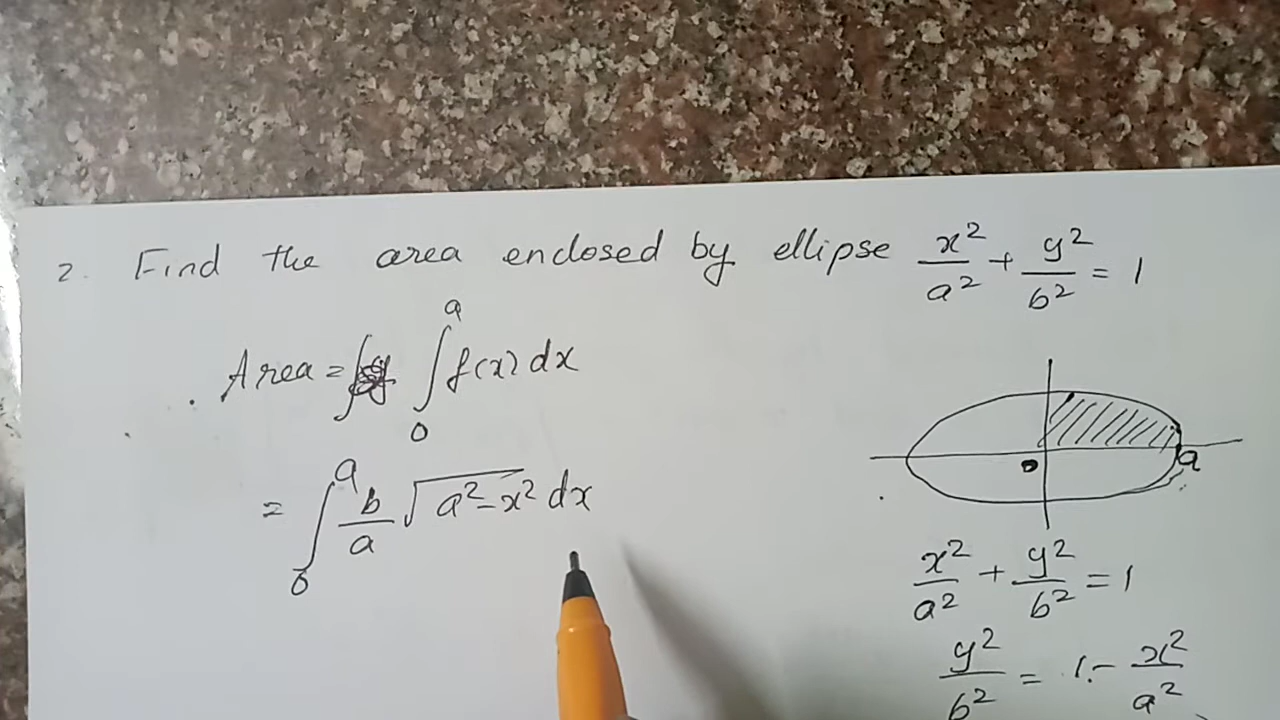 2. Find the area enclosed by ellipse x²/a² + y²/b² = 1
Area = ∫₀ᵃ f(x) dx
= ∫₀ᵃ b/a √(a² - x²) dx
o a
x²/a² + y²/b² = 1
y²/b² = 1 - x²/a²